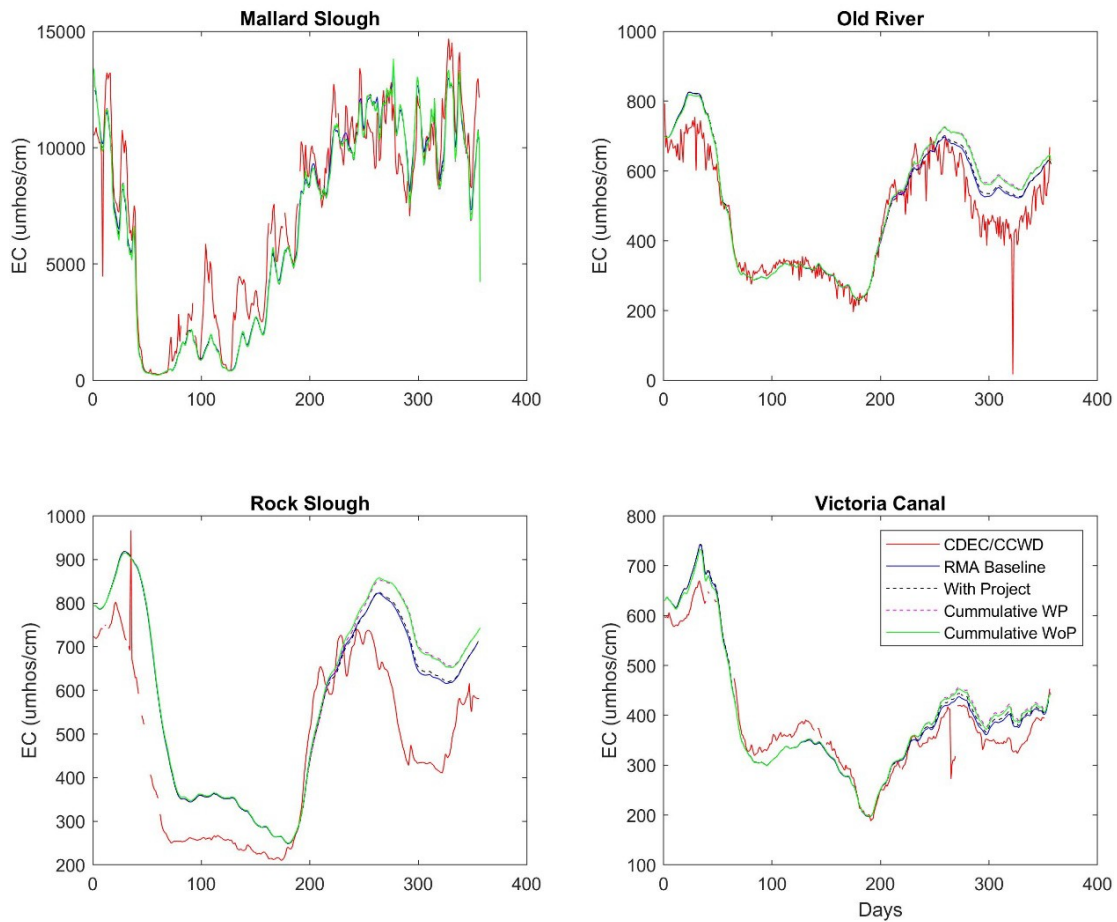 Mallard Slough
15000
10000
5000
0
EC (umhos/cm)
0 100 200 300 400
Old River
1000
800
600
400
200
0
EC (umhos/cm)
0 100 200 300 400
Rock Slough
1000
900
800
700
600
500
400
300
200
EC (umhos/cm)
0 100 200 300 400
Victoria Canal
800
700
600
500
400
300
200
100
EC (umhos/cm)
CDEC/CCWD
RMA Baseline
With Project
Cummulative WP
Cummulative WoP
0 100 200 300 400
Days